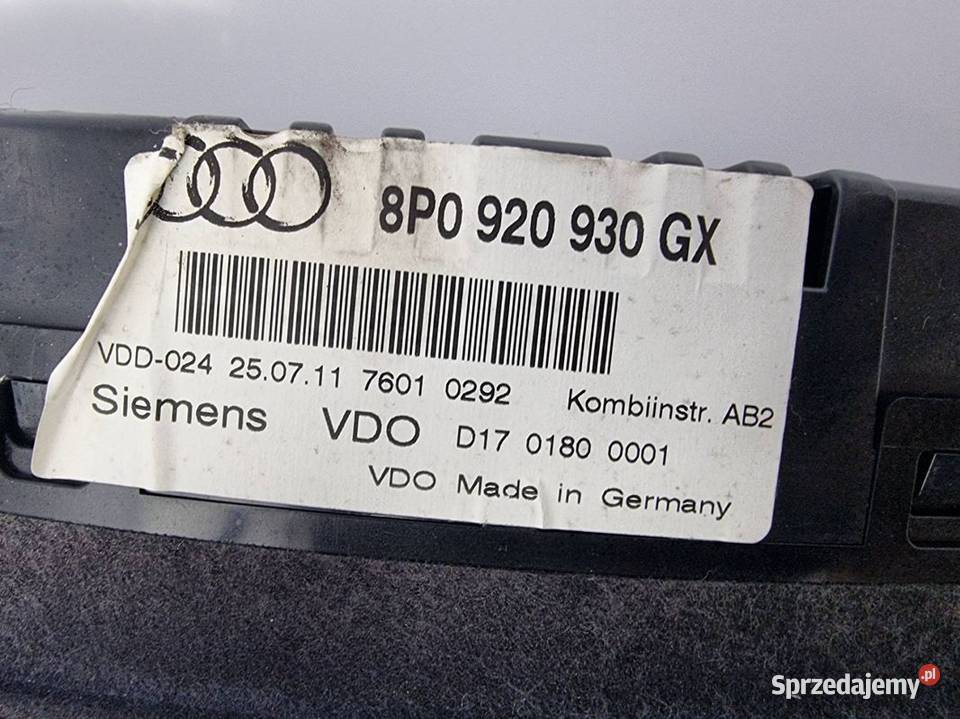 8P0 920 930 GX
VDD-024 25.07.11 7601 0292 Kombiinstr. AB2
Siemens VDO D17 0180 0001
VDO Made in Germany
Sprzedajemy.pl